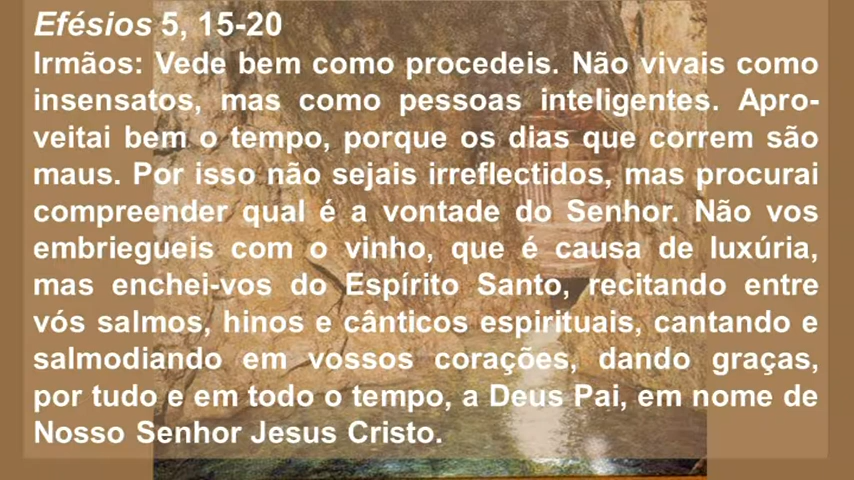 Efésios 5, 15-20
Irmãos: Vede bem como procedeis. Não vivais como
insensatos, mas como pessoas inteligentes. Apro-
veitai bem o tempo, porque os dias que correm são
maus. Por isso não sejais irreflectidos, mas procurai
compreender qual é a vontade do Senhor. Não vos
embriegueis com o vinho, que é causa de luxúria,
mas enchei-vos do Espírito Santo, recitando entre
vós salmos, hinos e cânticos espirituais, cantando e
salmodiando em vossos corações, dando graças,
por tudo e em todo o tempo, a Deus Pai, em nome de
Nosso Senhor Jesus Cristo.